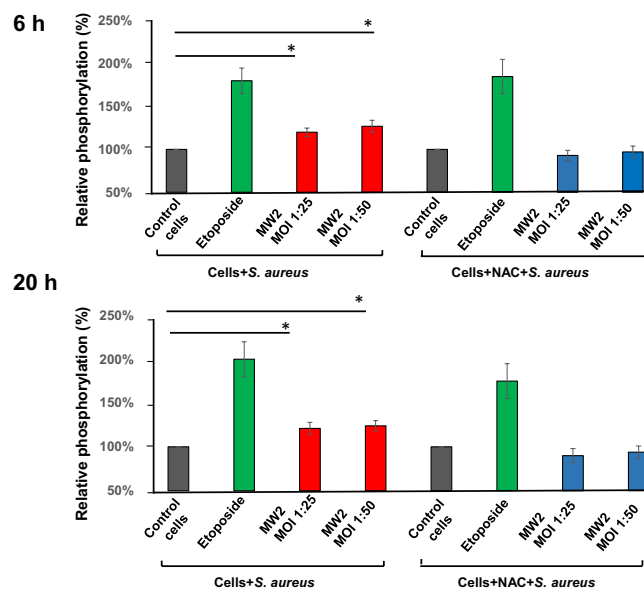 6 h
Relative phosphorylation (%)
250%
200%
150%
100%
50%
*
*
Control cells
Etoposide
MW2 MOI 1:25
MW2 MOI 1:50
Control cells
Etoposide
MW2 MOI 1:25
MW2 MOI 1:50
Cells+S. aureus
Cells+NAC+S. aureus
20 h
Relative phosphorylation (%)
250%
200%
150%
100%
50%
*
*
Control cells
Etoposide
MW2 MOI 1:25
MW2 MOI 1:50
Control cells
Etoposide
MW2 MOI 1:25
MW2 MOI 1:50
Cells+S. aureus
Cells+NAC+S. aureus